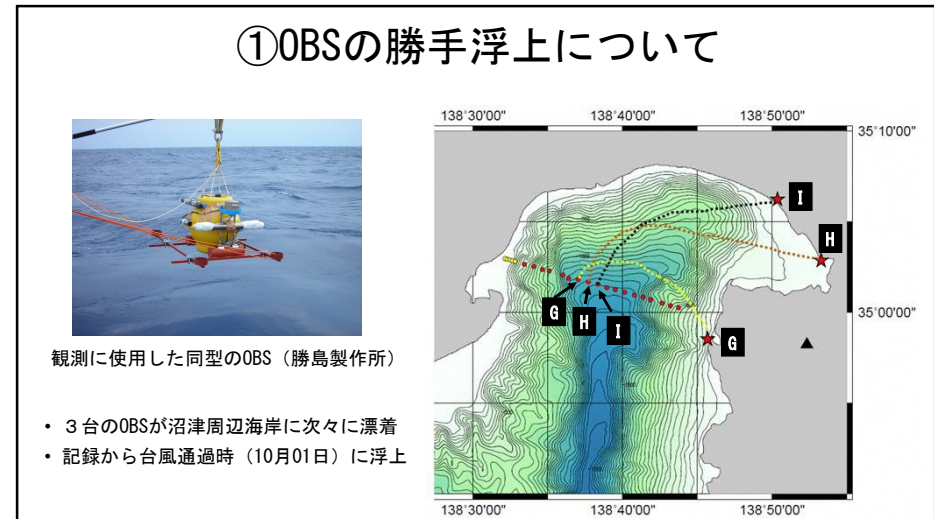 ①OBSの勝手浮上について
138°30'00" 138°40'00" 138°50'00"
35°10'00"
I
H
G H I
35°00'00"
G
観測に使用した同型のOBS（勝島製作所）
• ３台のOBSが沼津周辺海岸に次々に漂着
• 記録から台風通過時（10月01日）に浮上
138°30'00" 138°40'00" 138°50'00"